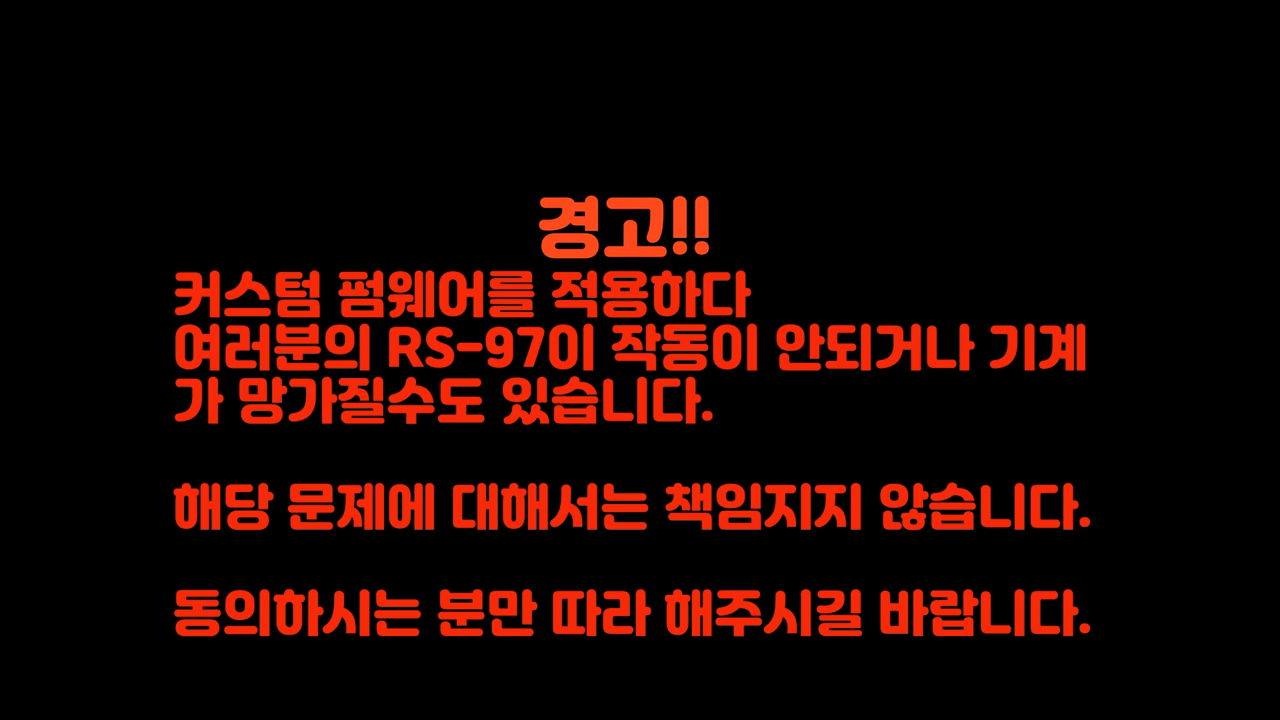 경고!!
커스텀 펌웨어를 적용하다
여러분의 RS-97이 작동이 안되거나 기계
가 망가질수도 있습니다.
해당 문제에 대해서는 책임지지 않습니다.
동의하시는 분만 따라 해주시길 바랍니다.